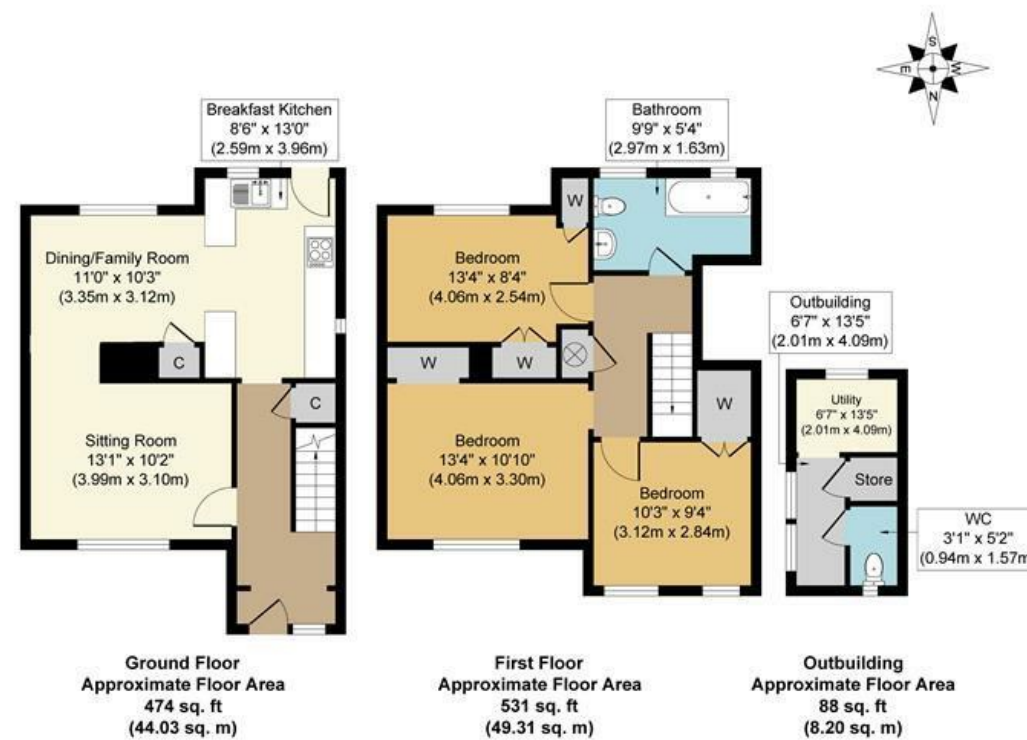 S
E
W
N
Breakfast Kitchen
8'6" x 13'0"
(2.59m x 3.96m)
Dining/Family Room
11'0" x 10'3"
(3.35m x 3.12m)
C
C
Sitting Room
13'1" x 10'2"
(3.99m x 3.10m)
Ground Floor
Approximate Floor Area
474 sq. ft
(44.03 sq. m)
Bathroom
9'9" x 5'4"
(2.97m x 1.63m)
W
Bedroom
13'4" x 8'4"
(4.06m x 2.54m)
W
W
W
Bedroom
13'4" x 10'10"
(4.06m x 3.30m)
Bedroom
10'3" x 9'4"
(3.12m x 2.84m)
First Floor
Approximate Floor Area
531 sq. ft
(49.31 sq. m)
Outbuilding
6'7" x 13'5"
(2.01m x 4.09m)
Utility
6'7" x 13'5"
(2.01m x 4.09m)
Store
WC
3'1" x 5'2"
(0.94m x 1.57m
Outbuilding
Approximate Floor Area
88 sq. ft
(8.20 sq. m)